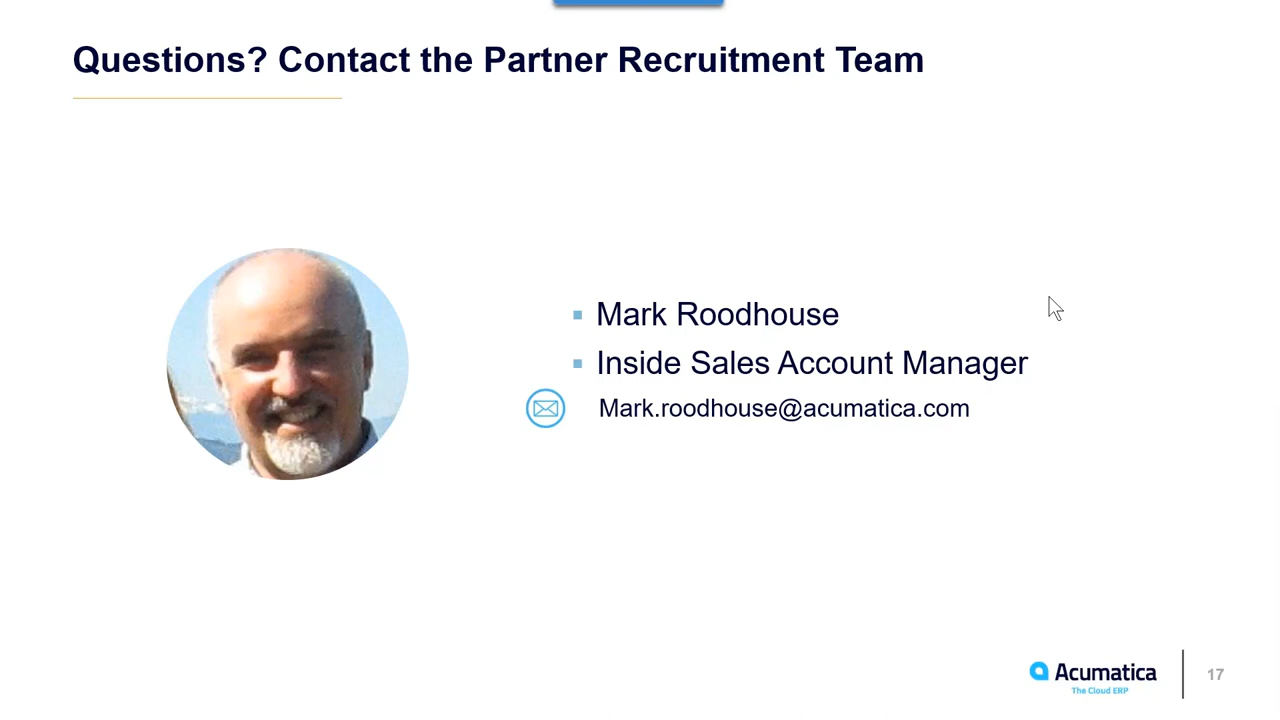 Questions? Contact the Partner Recruitment Team
Mark Roodhouse
Inside Sales Account Manager
Mark.roodhouse@acumatica.com
Acumatica
The Cloud ERP
17